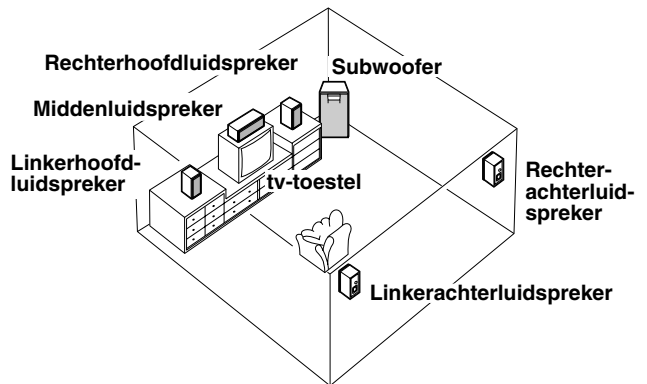 Rechterhoofdluidspreker
Subwoofer
Middenluidspreker
Linkerhoofd-
luidspreker
tv-toestel
Rechter-
achterluid-
spreker
Linkerachterluidspreker